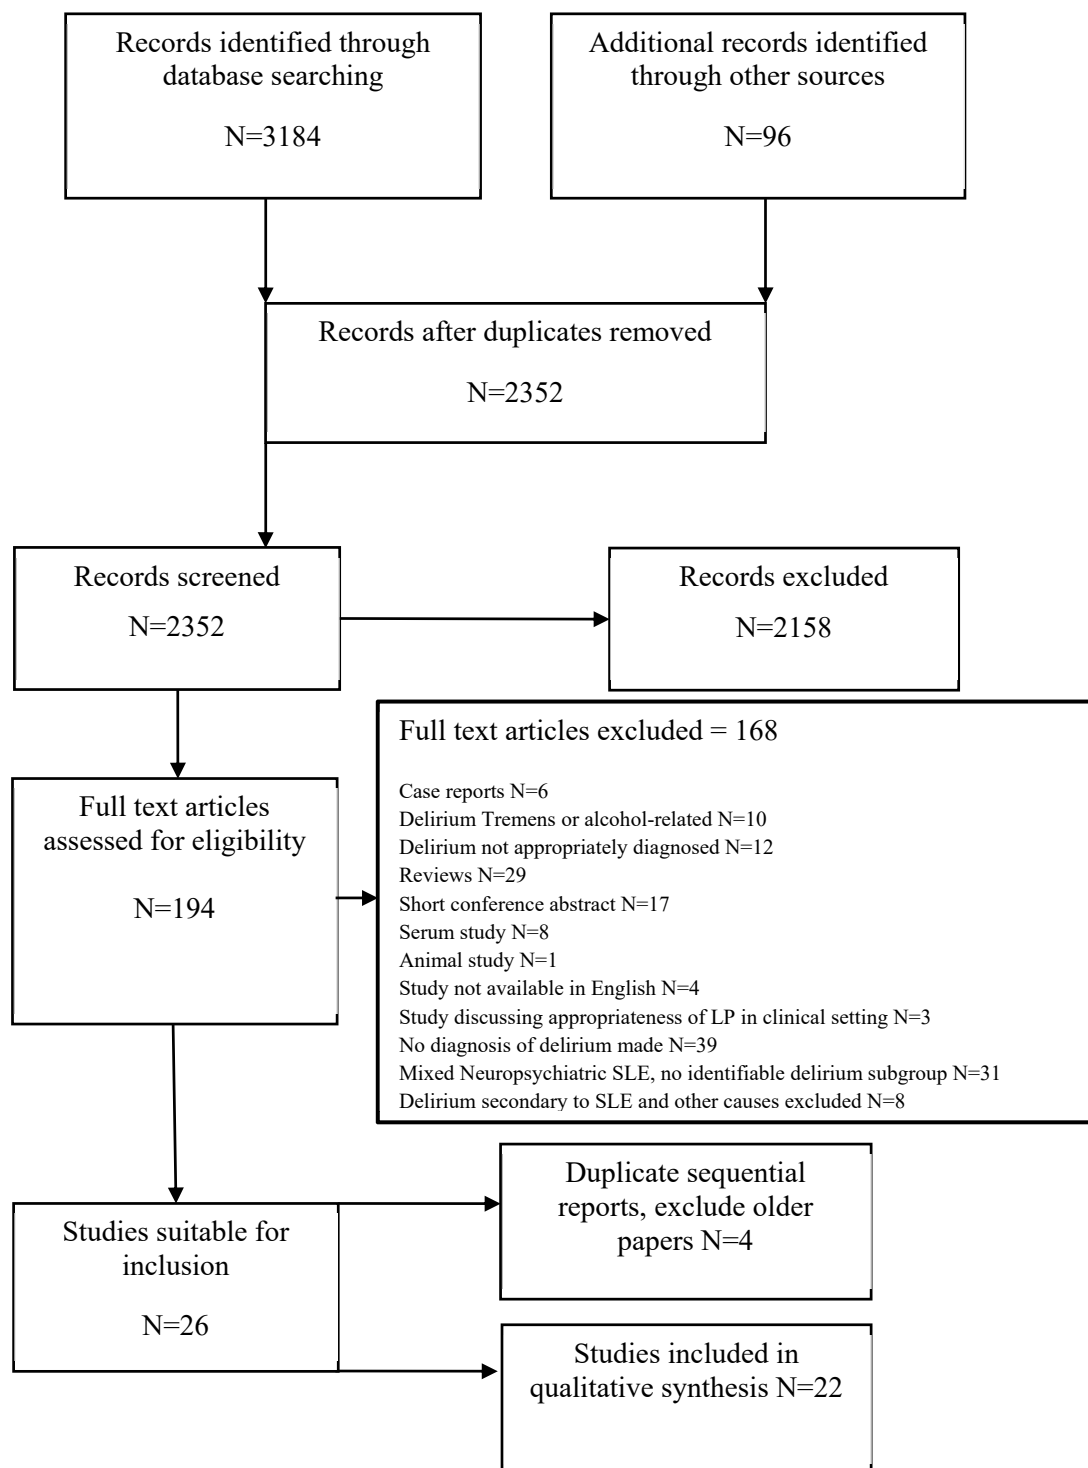 Records identified through
database searching
N=3184
Additional records identified
through other sources
N=96
Records after duplicates removed
N=2352
Records screened
N=2352
Records excluded
N=2158
Full text articles
assessed for eligibility
N=194
Full text articles excluded = 168
Case reports N=6
Delirium Tremens or alcohol-related N=10
Delirium not appropriately diagnosed N=12
Reviews N=29
Short conference abstract N=17
Serum study N=8
Animal study N=1
Study not available in English N=4
Study discussing appropriateness of LP in clinical setting N=3
No diagnosis of delirium made N=39
Mixed Neuropsychiatric SLE, no identifiable delirium subgroup N=31
Delirium secondary to SLE and other causes excluded N=8
Studies suitable for
inclusion
N=26
Duplicate sequential
reports, exclude older
papers N=4
Studies included in
qualitative synthesis N=22